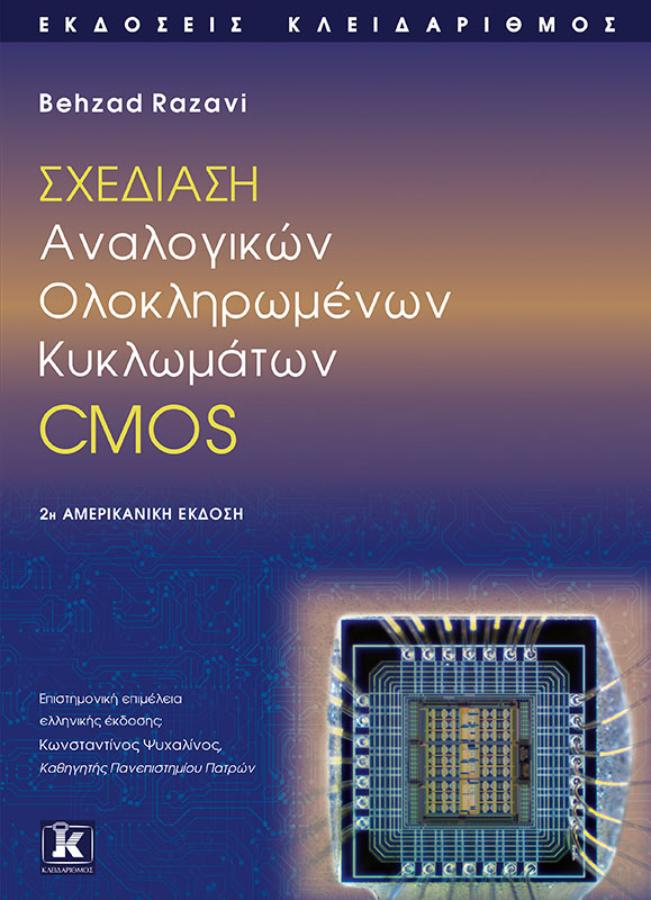 ΕΚΔΟΣΕΙΣ ΚΛΕΙΔΑΡΙΘΜΟΣ
Behzad Razavi
ΣΧΕΔΙΑΣΗ
Αναλογικών
Ολοκληρωμένων
Κυκλωμάτων
CMOS
2η ΑΜΕΡΙΚΑΝΙΚΗ ΕΚΔΟΣΗ
Επιστημονική επιμέλεια
ελληνικής έκδοσης:
Κωνσταντίνος Ψυχαλίνος,
Καθηγητής Πανεπιστημίου Πατρών
Κ
ΚΛΕΙΔΑΡΙΘΜΟΣ